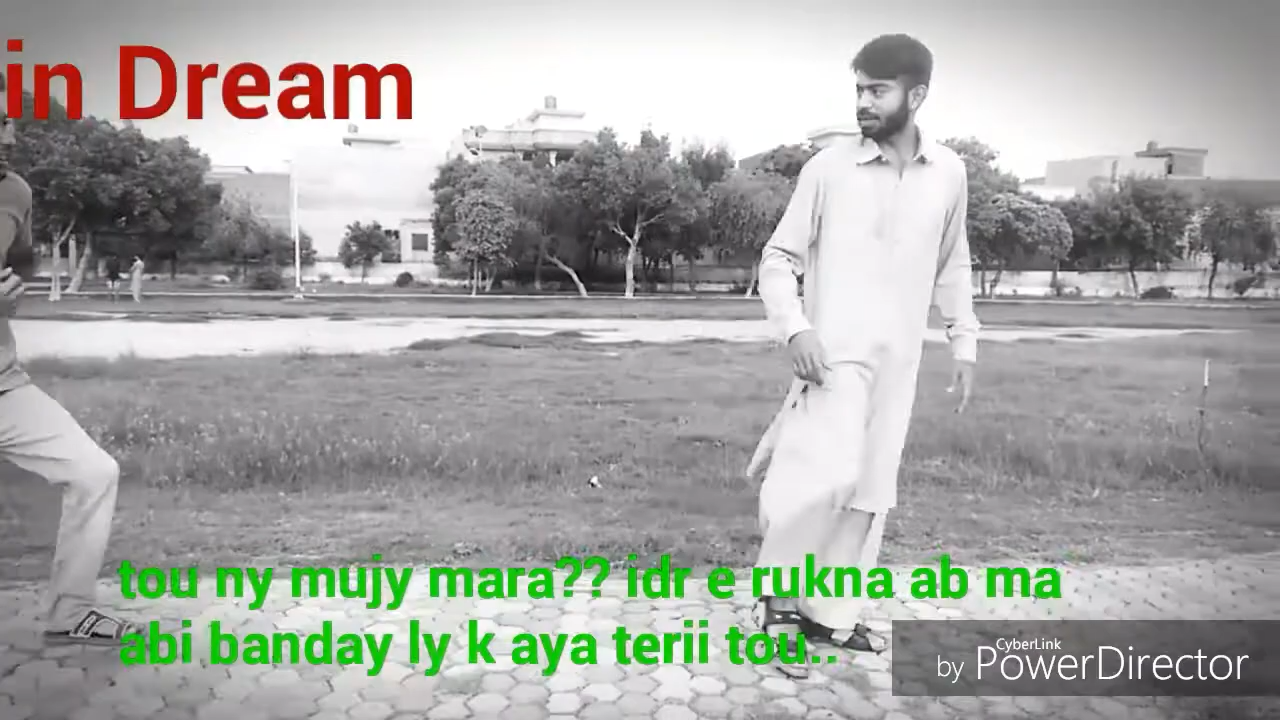 in Dream
tou ny mujy mara?? idr e rukna ab ma
abi banday ly k aya terii tou..
CyberLink
by PowerDirector